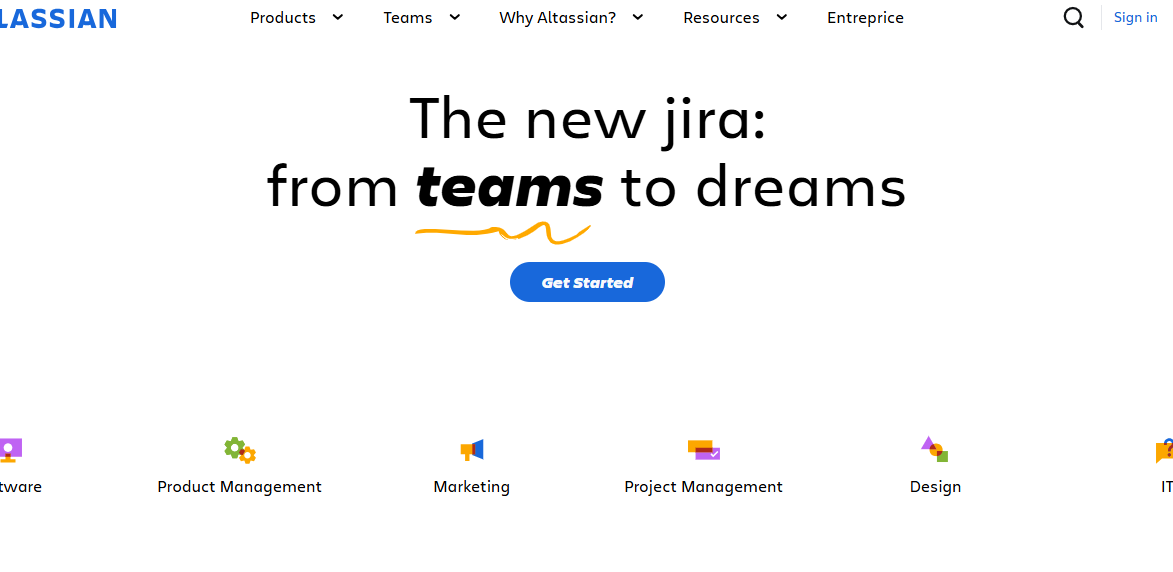 LASSIAN Products Teams Why Altassian? Resources Entreprice Sign in
The new jira:
from teams to dreams
Get Started
tware Product Management Marketing Project Management Design IT